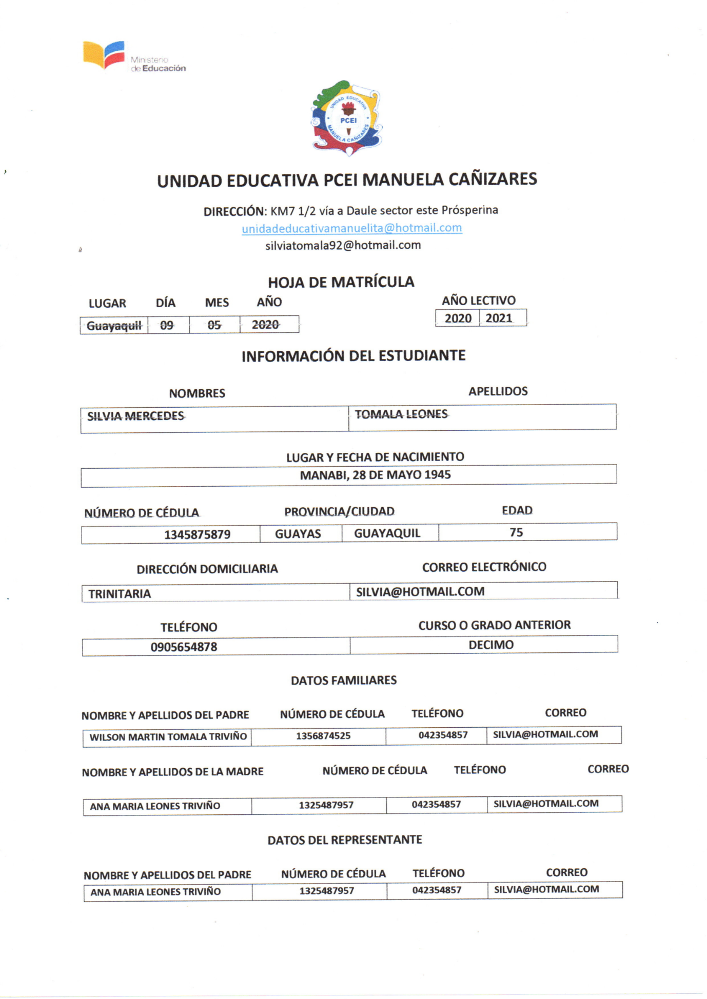 Ministerio
de Educación
UNIDAD EDUCATIVA
PCEI
MANUELA CAÑIZARES
UNIDAD EDUCATIVA PCEI MANUELA CAÑIZARES
DIRECCIÓN: KM7 1/2 vía a Daule sector este Prósperina
unidadeducativamanuelita@hotmail.com
silviatomala92@hotmail.com
HOJA DE MATRÍCULA
LUGAR DÍA MES AÑO AÑO LECTIVO
Guayaquil 09 05 2020 2020 2021
INFORMACIÓN DEL ESTUDIANTE
NOMBRES APELLIDOS
SILVIA MERCEDES TOMALA LEONES
LUGAR Y FECHA DE NACIMIENTO
MANABI, 28 DE MAYO 1945
NÚMERO DE CÉDULA PROVINCIA/CIUDAD EDAD
1345875879 GUAYAS GUAYAQUIL 75
DIRECCIÓN DOMICILIARIA CORREO ELECTRÓNICO
TRINITARIA SILVIA@HOTMAIL.COM
TELÉFONO CURSO O GRADO ANTERIOR
0905654878 DECIMO
DATOS FAMILIARES
NOMBRE Y APELLIDOS DEL PADRE NÚMERO DE CÉDULA TELÉFONO CORREO
WILSON MARTIN TOMALA TRIVIÑO 1356874525 042354857 SILVIA@HOTMAIL.COM
NOMBRE Y APELLIDOS DE LA MADRE NÚMERO DE CÉDULA TELÉFONO CORREO
ANA MARIA LEONES TRIVIÑO 1325487957 042354857 SILVIA@HOTMAIL.COM
DATOS DEL REPRESENTANTE
NOMBRE Y APELLIDOS DEL PADRE NÚMERO DE CÉDULA TELÉFONO CORREO
ANA MARIA LEONES TRIVIÑO 1325487957 042354857 SILVIA@HOTMAIL.COM